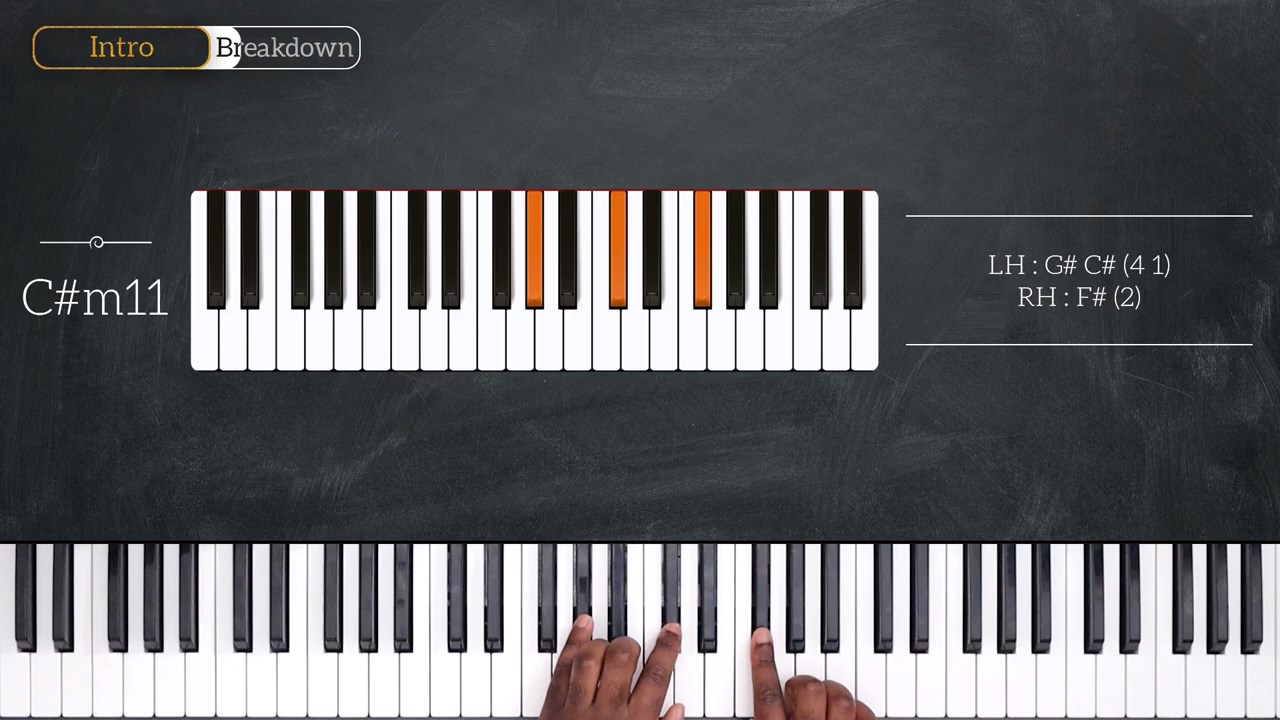 Intro
Breakdown
C#m11
LH : G# C# (4 1)
RH : F# (2)